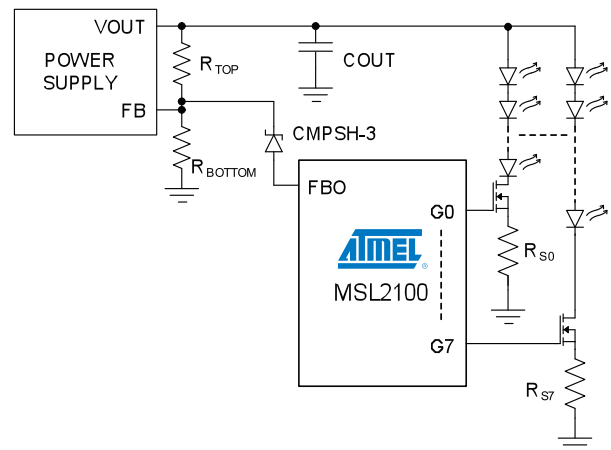 VOUT
POWER
SUPPLY
FB
RTOP
COUT
RBOTTOM
CMPSH-3
FBO
G0
ATMEL
®
MSL2100
G7
RS0
RS7